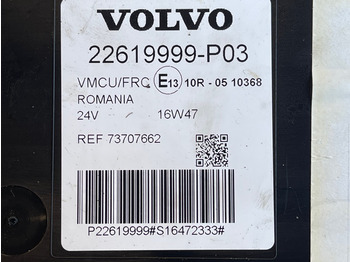 VOLVO
22619999-P03
VMCU/FRC E13 10R - 05 10368
ROMANIA
24V 16W47
REF 73707662
P22619999#S16472333#